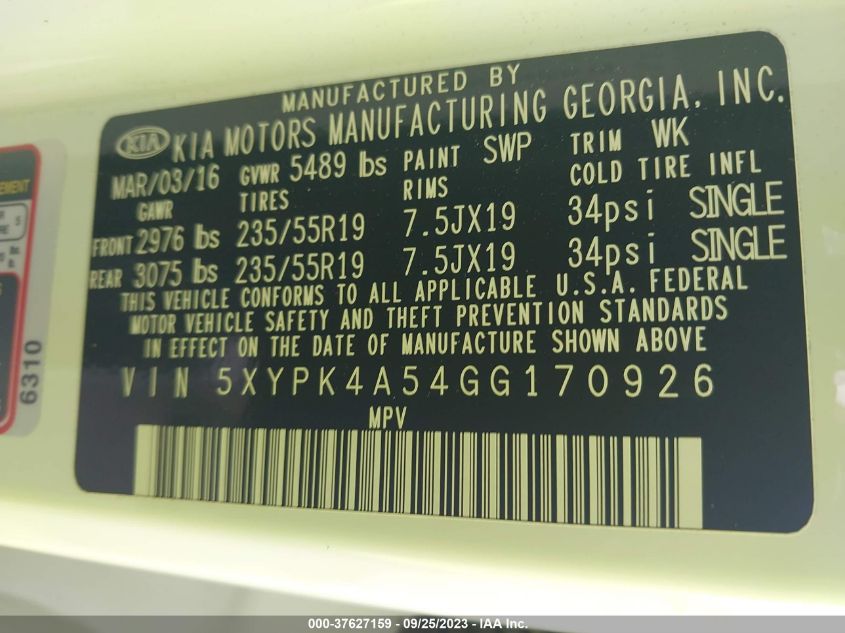 MANUFACTURED BY
KIA KIA MOTORS MANUFACTURING GEORGIA, INC.
MAR/03/16 GVWR 5489 lbs PAINT SWP TRIM WK
GAWR TIRES RIMS COLD TIRE INFL
FRONT 2976 lbs 235/55R19 7.5JX19 34psi SINGLE
REAR 3075 lbs 235/55R19 7.5JX19 34psi SINGLE
THIS VEHICLE CONFORMS TO ALL APPLICABLE U.S.A. FEDERAL
MOTOR VEHICLE SAFETY AND THEFT PREVENTION STANDARDS
IN EFFECT ON THE DATE OF MANUFACTURE SHOWN ABOVE
VIN 5XYPK4A54GG170926
MPV
6310
000-37627159 - 09/25/2023 - IAA Inc.